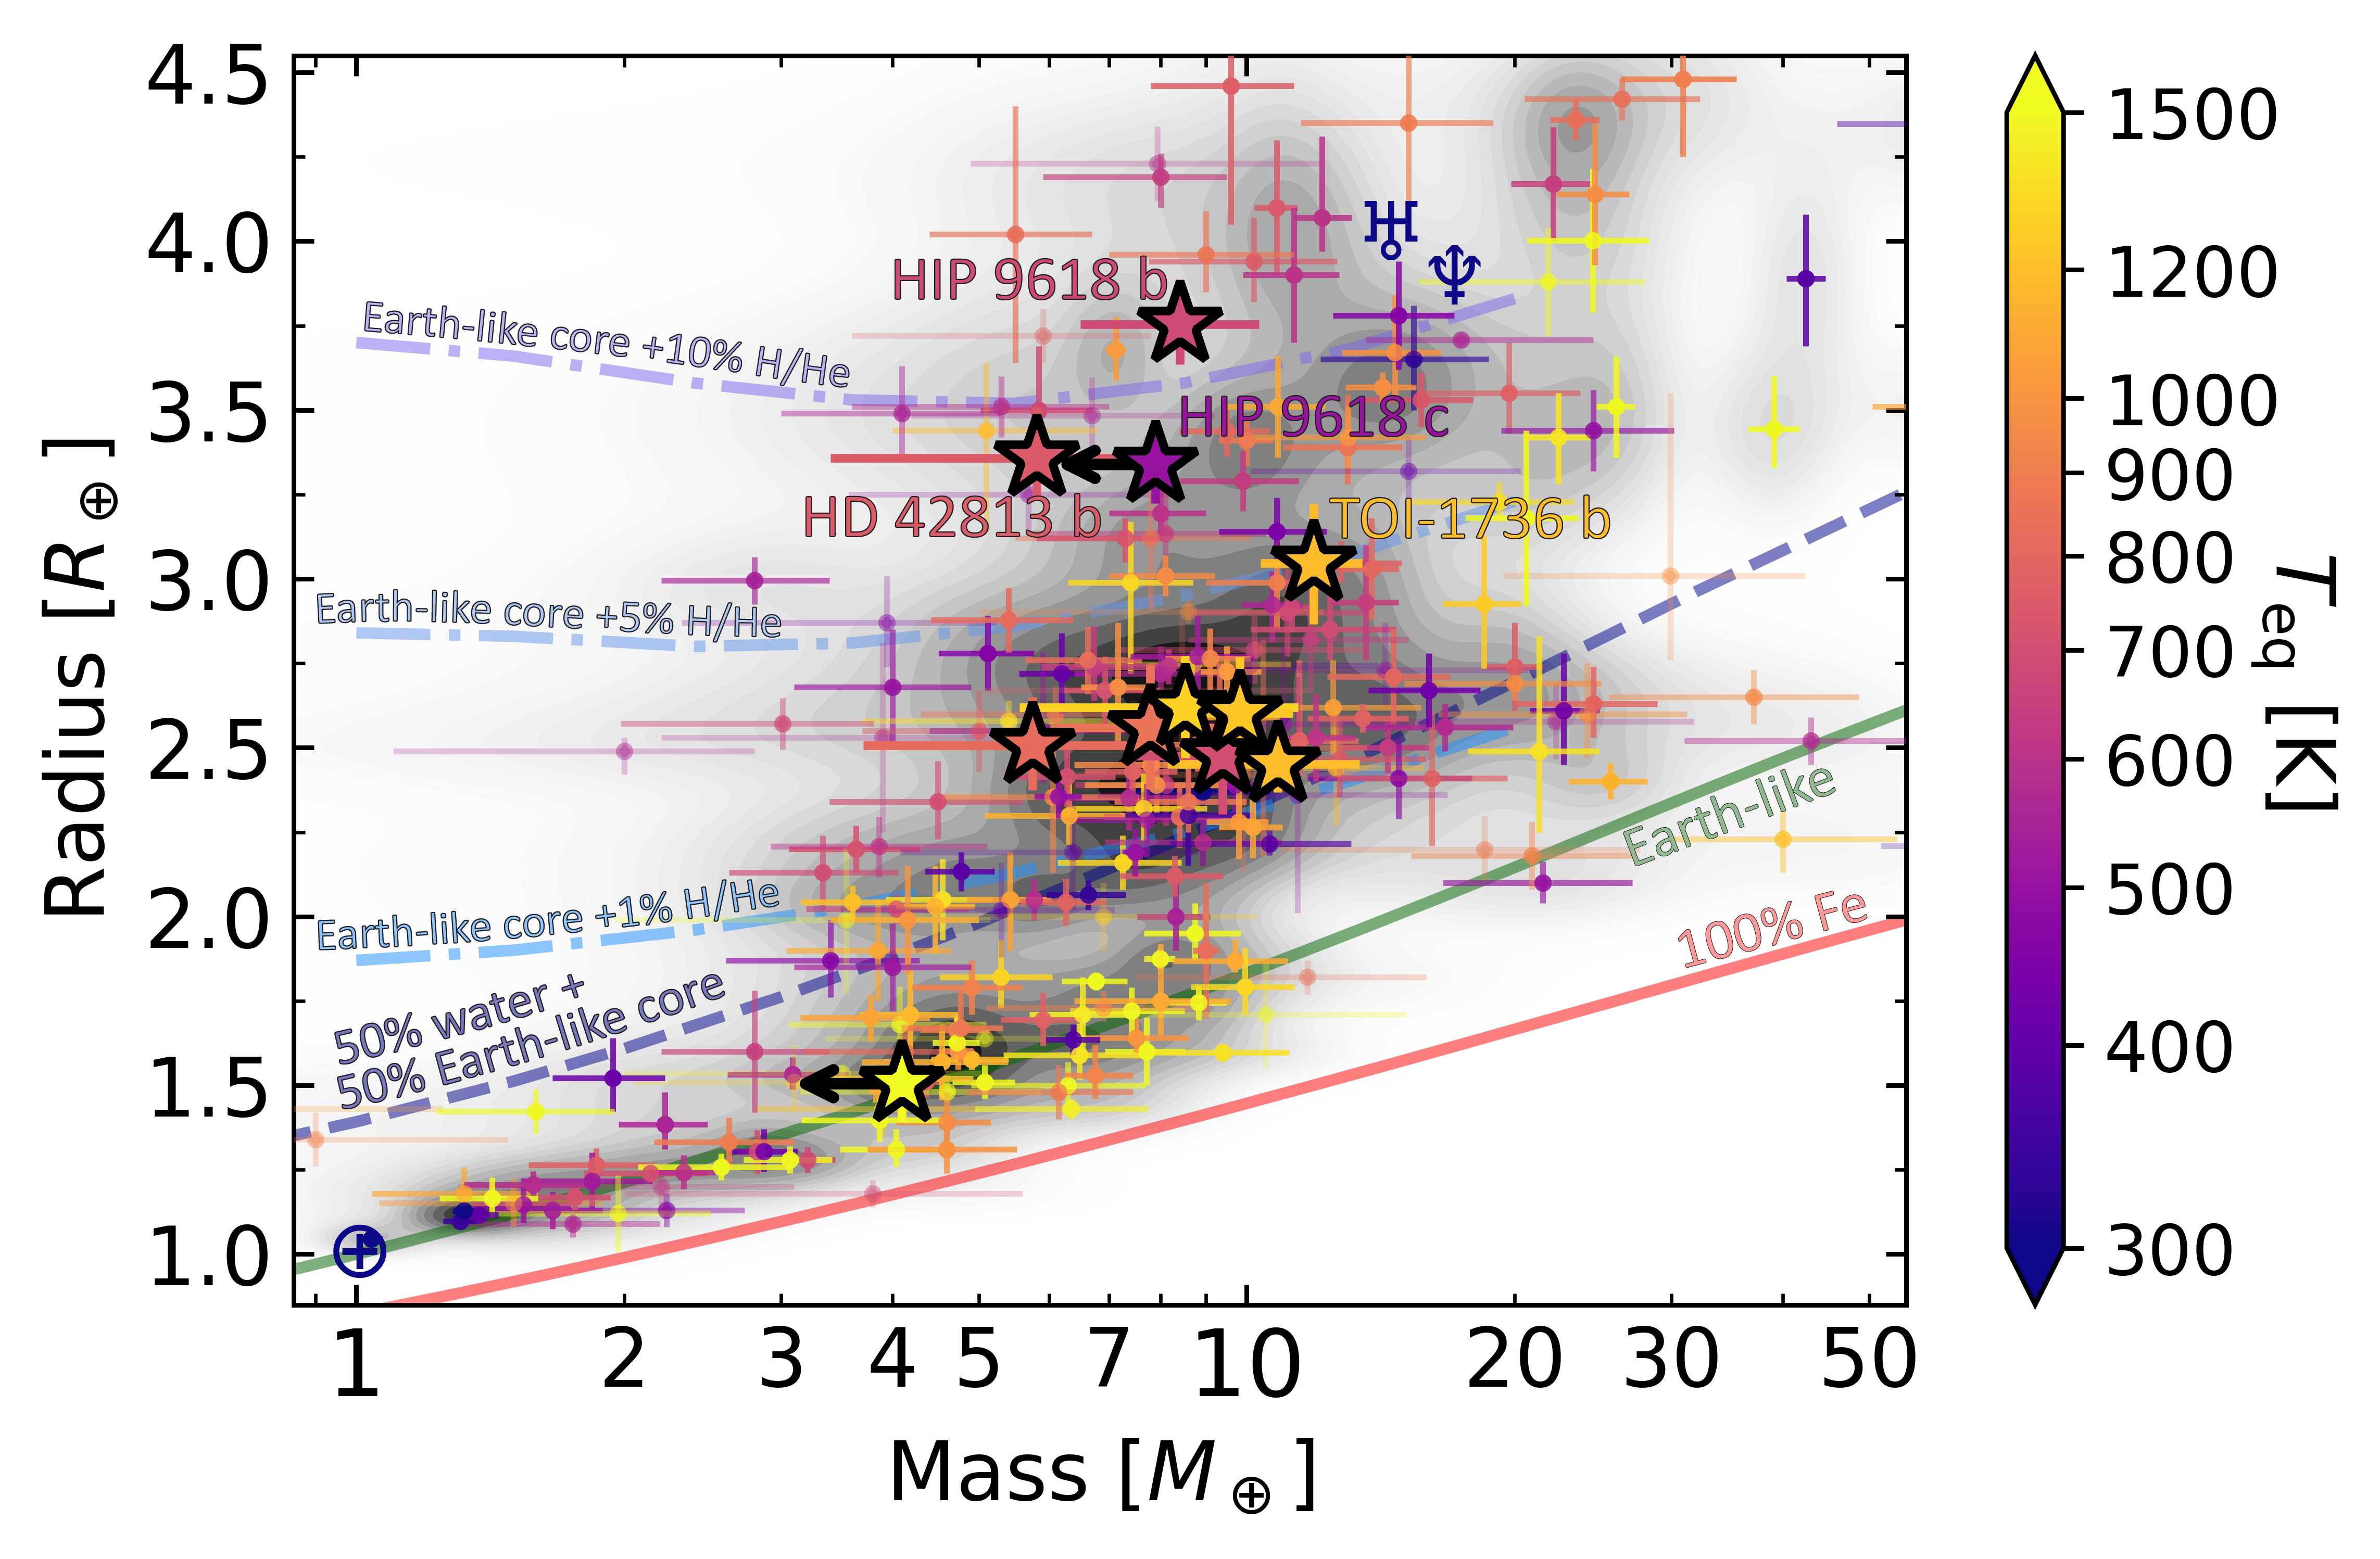 4.5
4.0
3.5
3.0
2.5
2.0
1.5
1.0
Radius [R⊕]
1
2
3
4
5
7
10
20
30
50
Mass [M⊕]
HIP 9618 b
♅
♆
Earth-like core +10% H/He
HIP 9618 c
HD 42813 b
TOI-1736 b
Earth-like core +5% H/He
Earth-like core +1% H/He
50% water +
50% Earth-like core
Earth-like
100% Fe
1500
1200
1000
900
800
700
600
500
400
300
Teq [K]